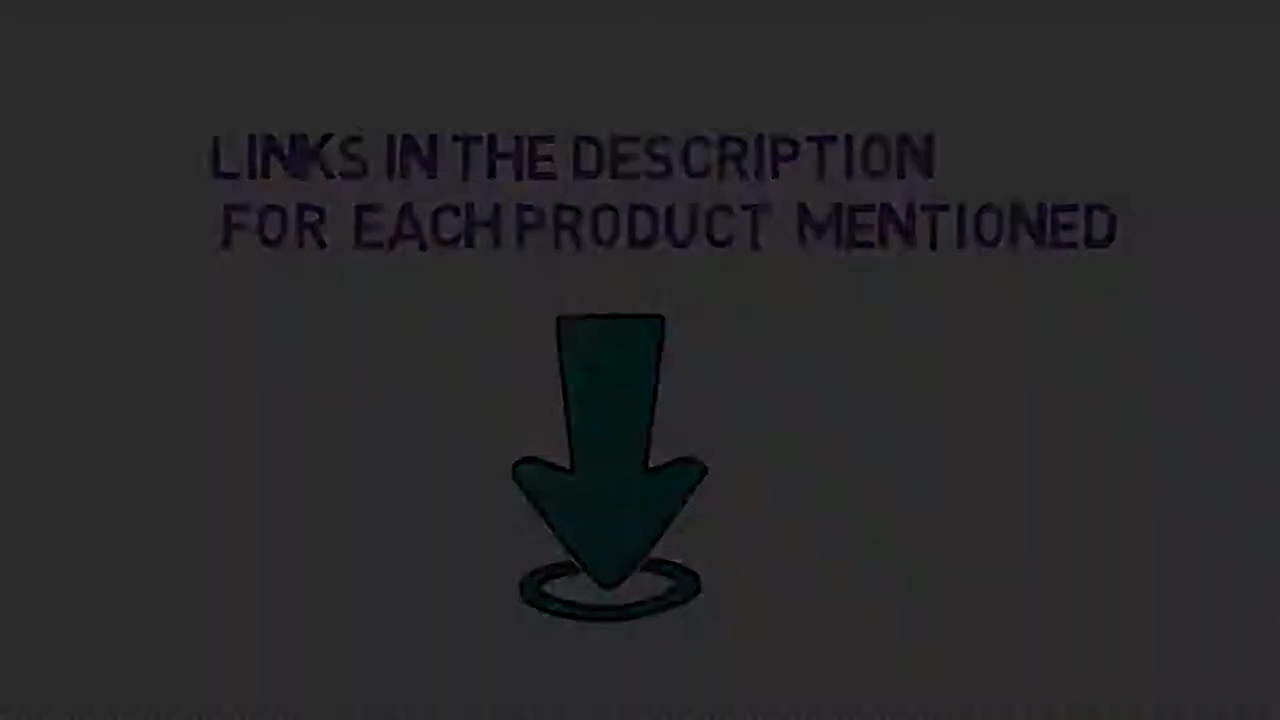 LINKS IN THE DESCRIPTION
FOR EACH PRODUCT MENTIONED